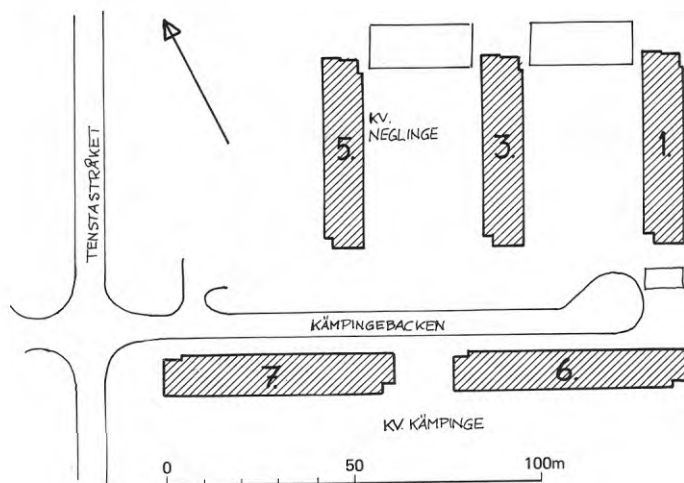 KV.
NEGLINGE
5.
3.
1.
TENSTASTRÅKET
KÄMPINGEBACKEN
7.
6.
KV. KÄMPINGE
0 50 100m